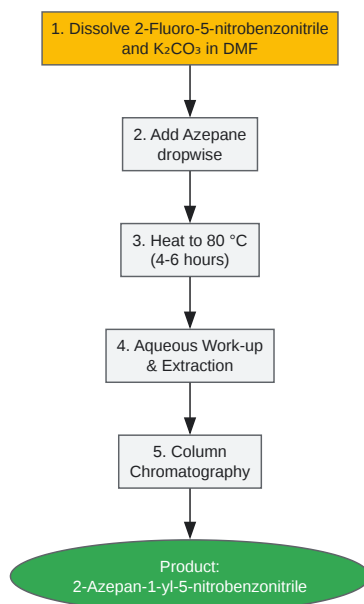 1. Dissolve 2-Fluoro-5-nitrobenzonitrile
and K₂CO₃ in DMF
2. Add Azepane
dropwise
3. Heat to 80 °C
(4-6 hours)
4. Aqueous Work-up
& Extraction
5. Column
Chromatography
Product:
2-Azepan-1-yl-5-nitrobenzonitrile